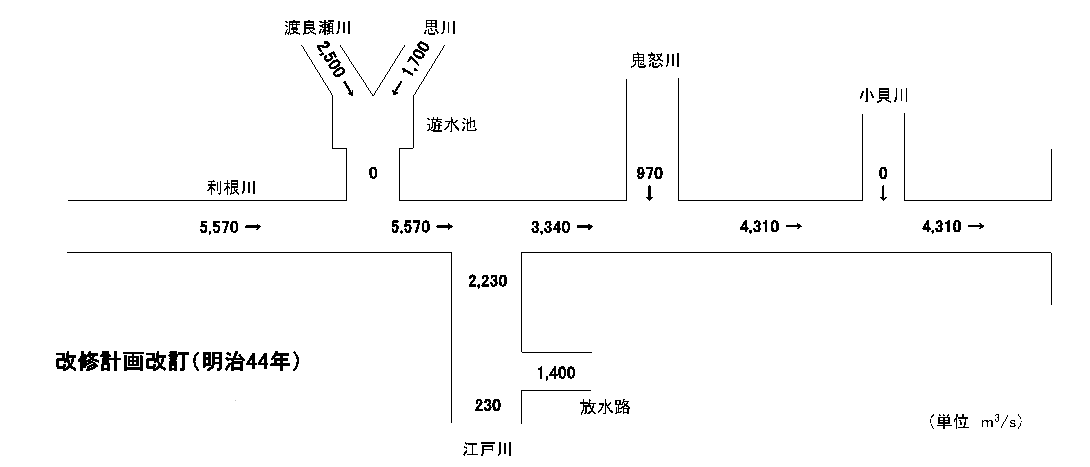 渡良瀬川
思川
2,500 →
← 1,700
鬼怒川
小貝川
遊水池
0
970
↓
0
↓
利根川
5,570 →
5,570 →
3,340 →
4,310 →
4,310 →
2,230
改修計画改訂（明治44年）
1,400
230
放水路
江戸川
（単位　m³/s）